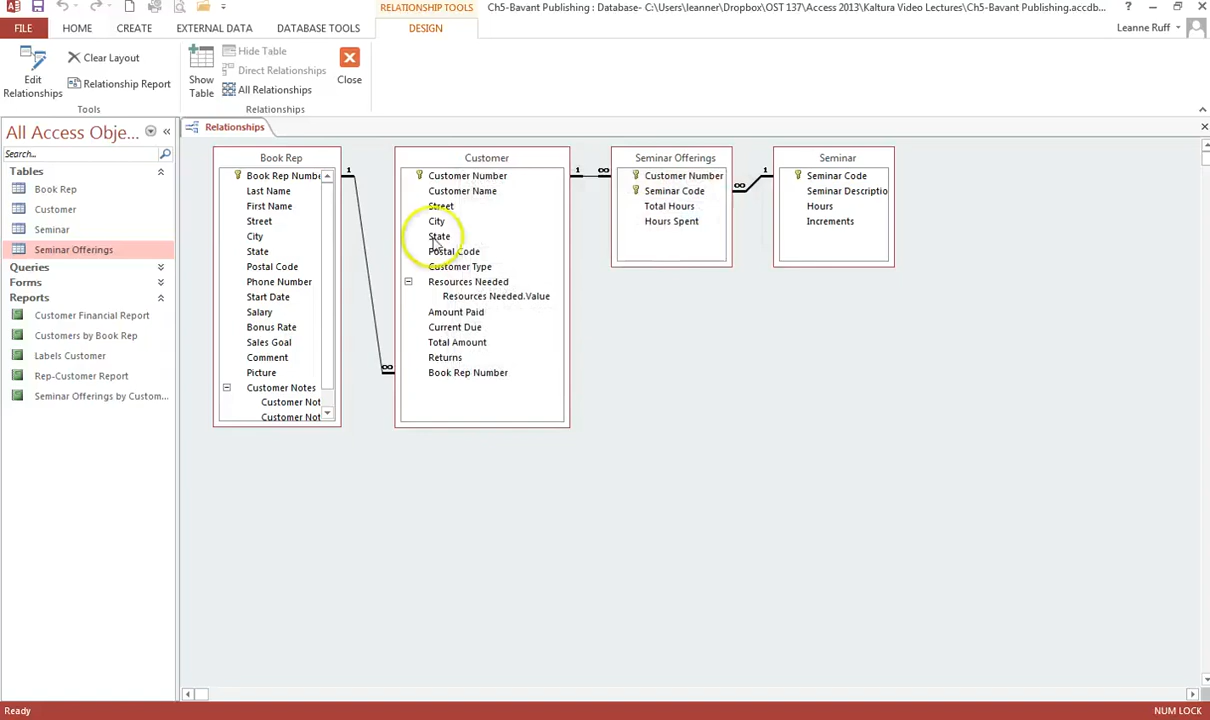 RELATIONSHIP TOOLS
Ch5-Bavant Publishing : Database- C:\Users\leanner\Dropbox\OST 137\Access 2013\Kaltura Video Lectures\Ch5-Bavant Publishing.accdb...
?
FILE
HOME
CREATE
EXTERNAL DATA
DATABASE TOOLS
DESIGN
Leanne Ruff
Edit
Relationships
Clear Layout
Relationship Report
Tools
Show
Table
Hide Table
Direct Relationships
All Relationships
Relationships
Close
All Access Obje...
Search...
Tables
Book Rep
Customer
Seminar
Seminar Offerings
Queries
Forms
Reports
Customer Financial Report
Customers by Book Rep
Labels Customer
Rep-Customer Report
Seminar Offerings by Custom...
Relationships
Book Rep
Book Rep Numbe
Last Name
First Name
Street
City
State
Postal Code
Phone Number
Start Date
Salary
Bonus Rate
Sales Goal
Comment
Picture
Customer Notes
Customer Not
Customer Not
1
∞
Customer
Customer Number
Customer Name
Street
City
State
Postal Code
Customer Type
Resources Needed
Resources Needed.Value
Amount Paid
Current Due
Total Amount
Returns
Book Rep Number
1
∞
Seminar Offerings
Customer Number
Seminar Code
Total Hours
Hours Spent
∞
1
Seminar
Seminar Code
Seminar Descriptio
Hours
Increments
Ready
NUM LOCK